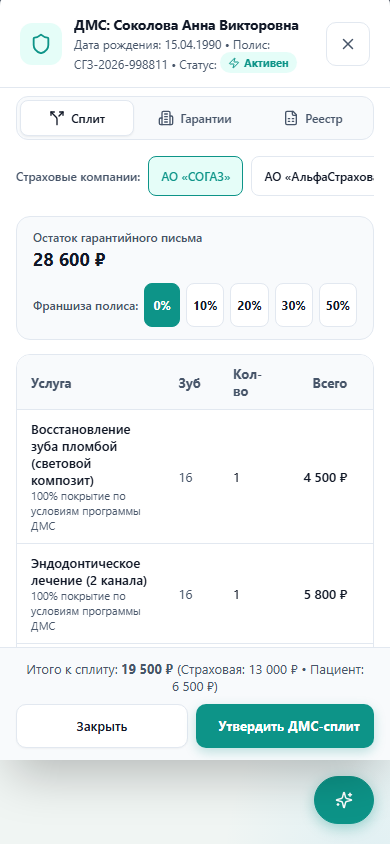 ДМС: Соколова Анна Викторовна
Дата рождения: 15.04.1990 • Полис:
СГЗ-2026-998811 • Статус: Активен
Сплит Гарантии Реестр
Страховые компании: АО «СОГАЗ» АО «АльфаСтрахова
Остаток гарантийного письма
28 600 ₽
Франшиза полиса: 0% 10% 20% 30% 50%
Услуга Зуб Кол-
во Всего
Восстановление
зуба пломбой
(световой
композит)
100% покрытие по
условиям программы
ДМС
16 1 4 500 ₽
Эндодонтическое
лечение (2 канала)
100% покрытие по
условиям программы
ДМС
16 1 5 800 ₽
Итого к сплиту: 19 500 ₽ (Страховая: 13 000 ₽ • Пациент:
6 500 ₽)
Закрыть Утвердить ДМС-сплит